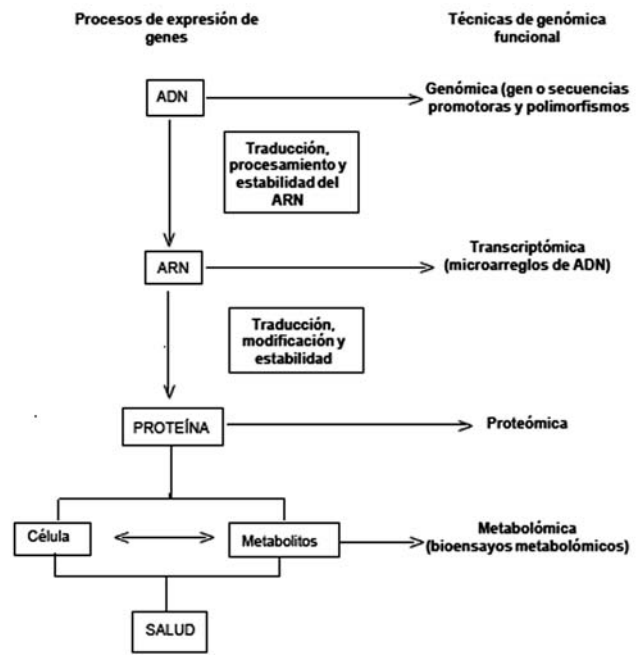 Procesos de expresión de
genes
Técnicas de genómica
funcional
ADN
Genómica (gen o secuencias
promotoras y polimorfismos
Traducción,
procesamiento y
estabilidad del
ARN
ARN
Transcriptómica
(microarreglos de ADN)
Traducción,
modificación y
estabilidad
PROTEÍNA
Proteómica
Célula
Metabolitos
Metabolómica
(bioensayos metabolómicos)
SALUD